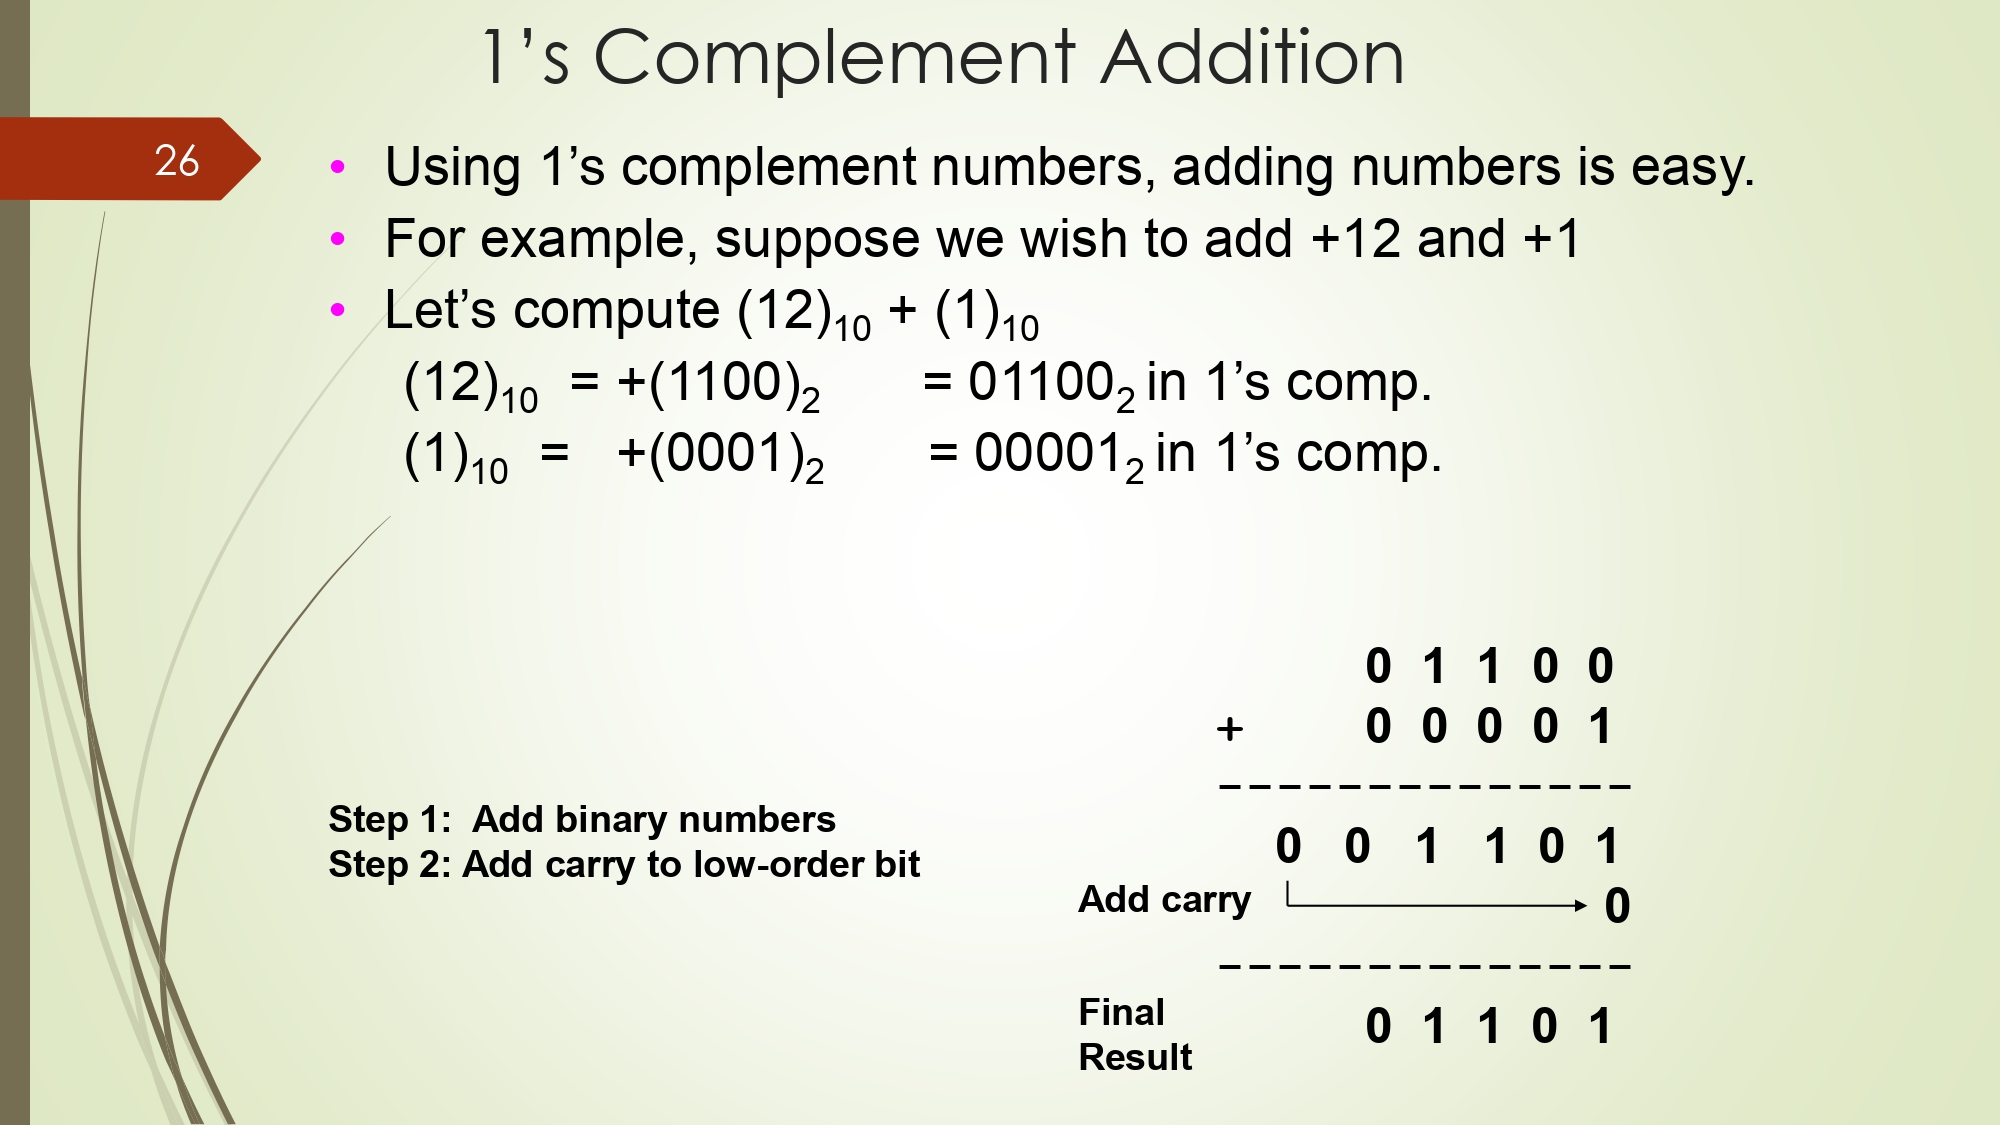 1’s Complement Addition
26
• Using 1’s complement numbers, adding numbers is easy.
• For example, suppose we wish to add +12 and +1
• Let’s compute (12)₁₀ + (1)₁₀
(12)₁₀ = +(1100)₂ = 01100₂ in 1’s comp.
(1)₁₀ = +(0001)₂ = 00001₂ in 1’s comp.
0 1 1 0 0
+ 0 0 0 0 1
--------------
Step 1: Add binary numbers
Step 2: Add carry to low-order bit
0 0 1 1 0 1
Add carry 0
--------------
Final
Result
0 1 1 0 1